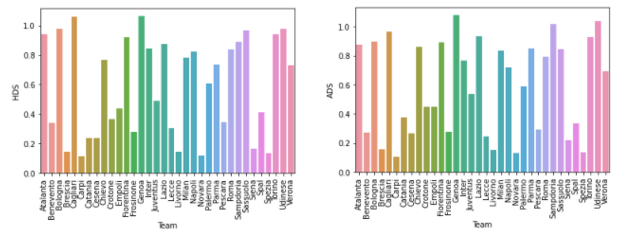 HDS
1.0
0.8
0.6
0.4
0.2
0.0
Atalanta
Benevento
Bologna
Brescia
Cagliari
Carpi
Catania
Cesena
Chievo
Crotone
Empoli
Fiorentina
Frosinone
Genoa
Inter
Juventus
Lazio
Lecce
Livorno
Milan
Napoli
Novara
Palermo
Parma
Pescara
Roma
Sampdoria
Sassuolo
Siena
Spal
Spezia
Torino
Udinese
Verona
Team
ADS
1.0
0.8
0.6
0.4
0.2
0.0
Atalanta
Benevento
Bologna
Brescia
Cagliari
Carpi
Catania
Cesena
Chievo
Crotone
Empoli
Fiorentina
Frosinone
Genoa
Inter
Juventus
Lazio
Lecce
Livorno
Milan
Napoli
Novara
Palermo
Parma
Pescara
Roma
Sampdoria
Sassuolo
Siena
Spal
Spezia
Torino
Udinese
Verona
Team